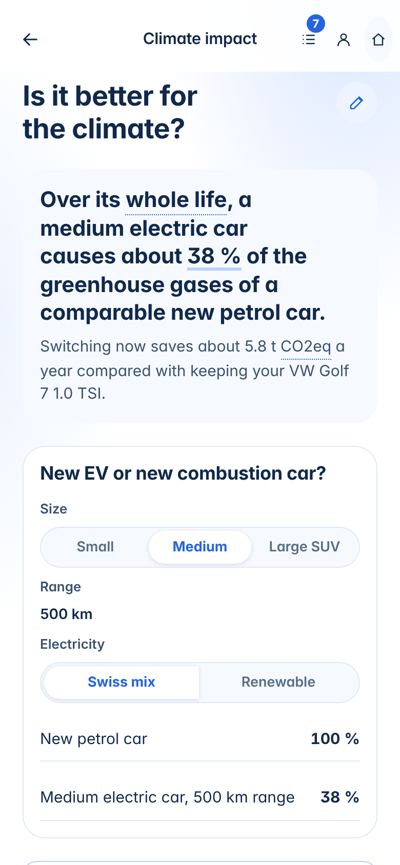 7
Climate impact
Is it better for
the climate?
Over its whole life, a
medium electric car
causes about 38 % of the
greenhouse gases of a
comparable new petrol car.
Switching now saves about 5.8 t CO2eq a
year compared with keeping your VW Golf
7 1.0 TSI.
New EV or new combustion car?
Size
Small Medium Large SUV
Range
500 km
Electricity
Swiss mix Renewable
New petrol car 100 %
Medium electric car, 500 km range 38 %